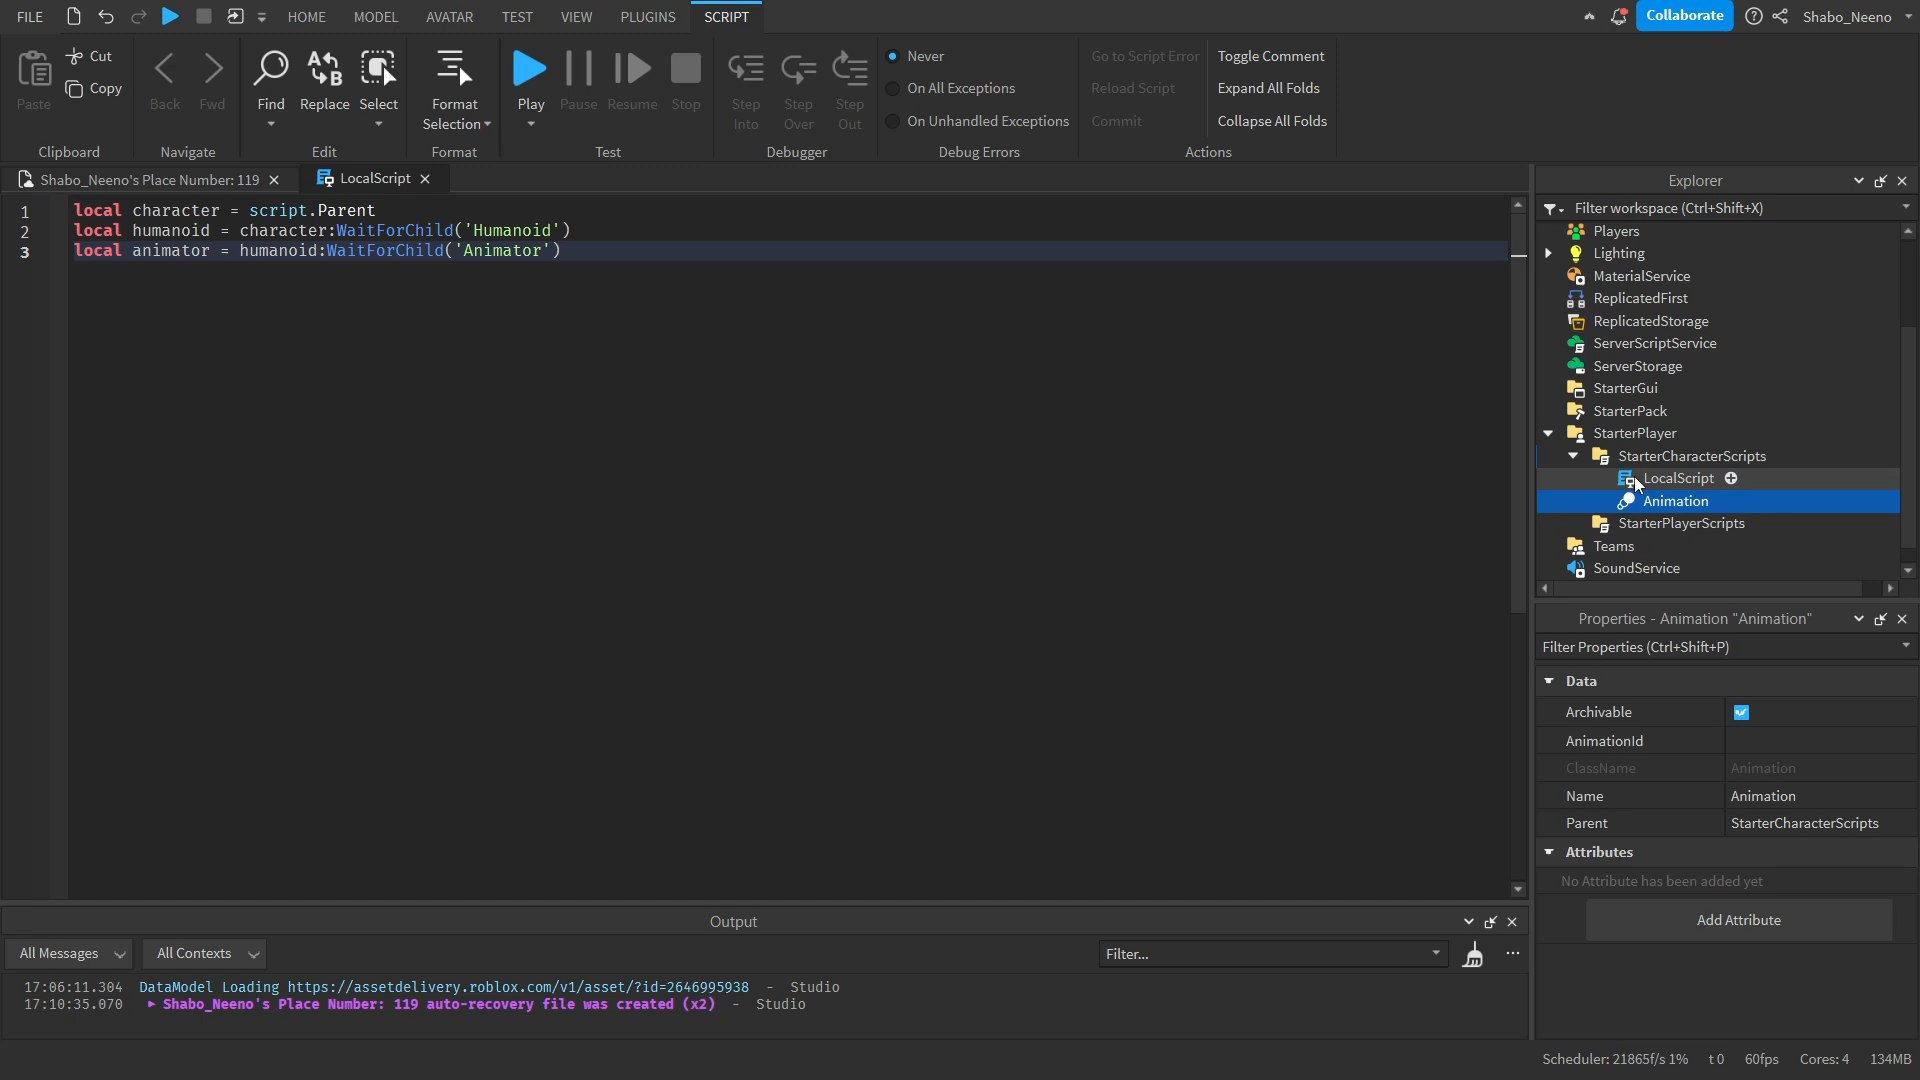 FILE HOME MODEL AVATAR TEST VIEW PLUGINS SCRIPT Collaborate Shabo_Neeno
Paste Cut Copy
Back Fwd
Find Replace Select
Format Selection
Play Pause Resume Stop
Step Into Step Over Step Out
Never
On All Exceptions
On Unhandled Exceptions
Go to Script Error
Reload Script
Commit
Toggle Comment
Expand All Folds
Collapse All Folds
Clipboard Navigate Edit Format Test Debugger Debug Errors Actions
Shabo_Neeno's Place Number: 119 LocalScript
1 local character = script.Parent
2 local humanoid = character:WaitForChild('Humanoid')
3 local animator = humanoid:WaitForChild('Animator')
Explorer
Filter workspace (Ctrl+Shift+X)
Players
Lighting
MaterialService
ReplicatedFirst
ReplicatedStorage
ServerScriptService
ServerStorage
StarterGui
StarterPack
StarterPlayer
StarterCharacterScripts
LocalScript
Animation
StarterPlayerScripts
Teams
SoundService
Properties - Animation "Animation"
Filter Properties (Ctrl+Shift+P)
Data
Archivable
AnimationId
ClassName Animation
Name Animation
Parent StarterCharacterScripts
Attributes
No Attribute has been added yet
Add Attribute
Output
All Messages All Contexts Filter...
17:06:11.304 DataModel Loading https://assetdelivery.roblox.com/v1/asset/?id=2646995938 - Studio
17:10:35.070 Shabo_Neeno's Place Number: 119 auto-recovery file was created (x2) - Studio
Scheduler: 21865f/s 1% t 0 60fps Cores: 4 134MB